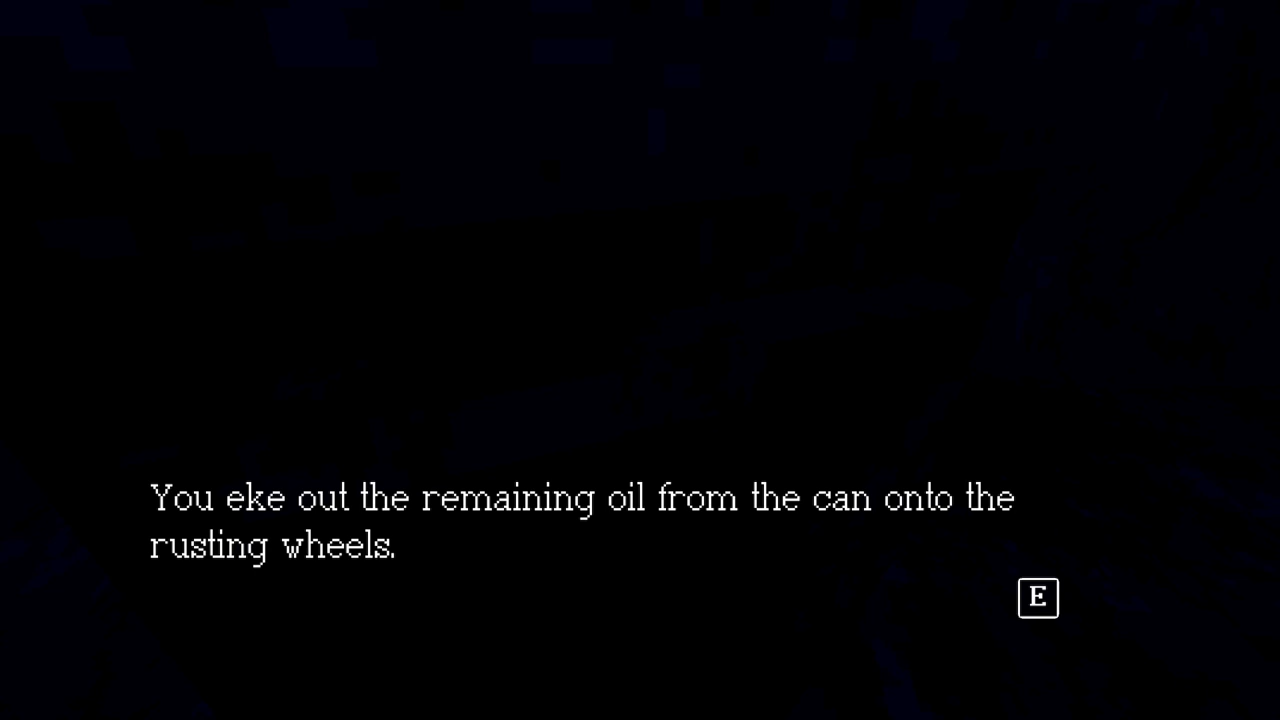 You eke out the remaining oil from the can onto the
rusting wheels.
E